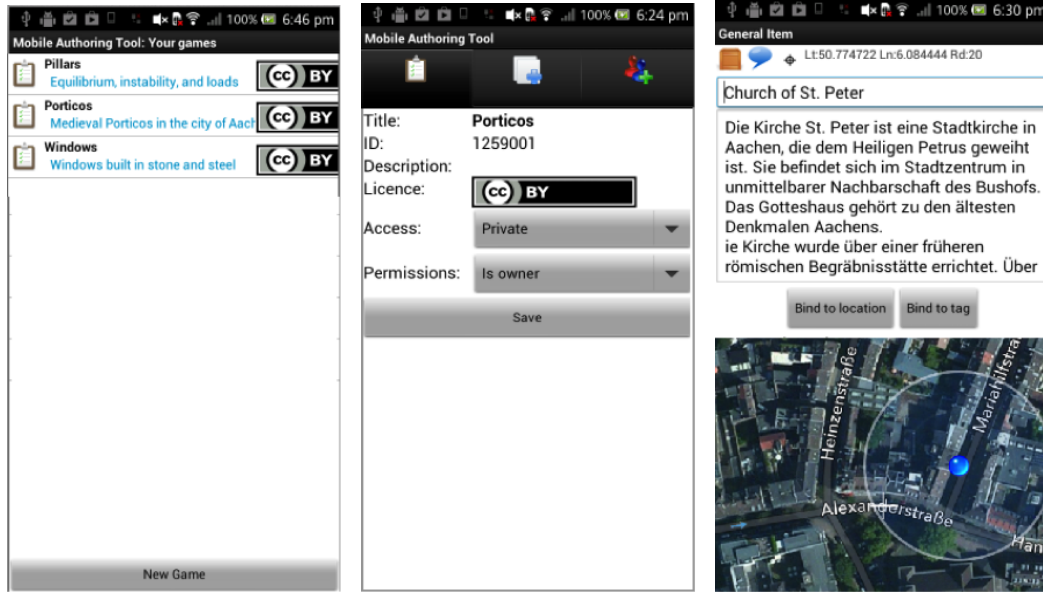 100% 6:46 pm
Mobile Authoring Tool: Your games
Pillars
Equilibrium, instability, and loads
cc BY
Porticos
Medieval Porticos in the city of Aach
cc BY
Windows
Windows built in stone and steel
cc BY
New Game
100% 6:24 pm
Mobile Authoring Tool
Title: Porticos
ID: 1259001
Description:
Licence: cc BY
Access: Private
Permissions: Is owner
Save
100% 6:30 pm
General Item
Lt:50.774722 Ln:6.084444 Rd:20
Church of St. Peter
Die Kirche St. Peter ist eine Stadtkirche in
Aachen, die dem Heiligen Petrus geweiht
ist. Sie befindet sich im Stadtzentrum in
unmittelbarer Nachbarschaft des Bushofs.
Das Gotteshaus gehört zu den ältesten
Denkmalen Aachens.
ie Kirche wurde über einer früheren
römischen Begräbnisstätte errichtet. Über
Bind to location Bind to tag
Heinzenstraße
Mariahilfstra
Alexanderstraße
Han